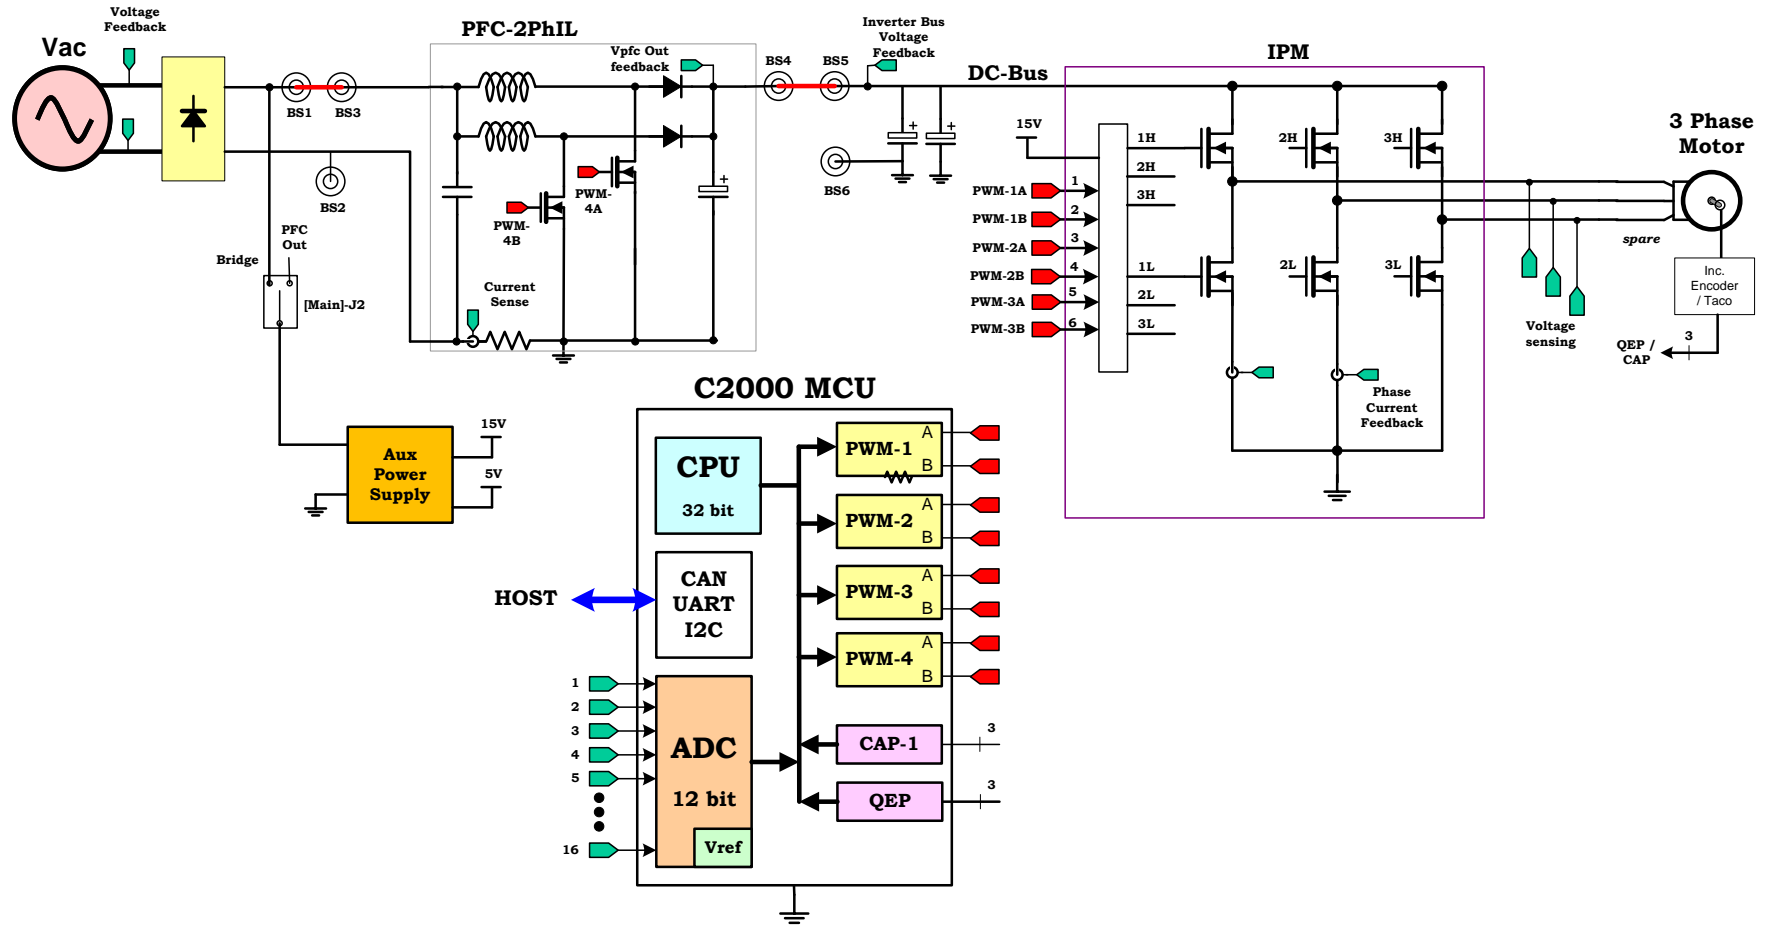 Voltage
Feedback
Vac
PFC-2PhIL
Vpfc Out
feedback
Inverter Bus
Voltage
Feedback
BS4
BS5
DC-Bus
IPM
BS1
BS3
BS2
BS6
15V
1H
2H
3H
2H
3H
3 Phase
Motor
PWM-
4A
PWM-
4B
PWM-1A
1
PWM-1B
2
PWM-2A
3
PWM-2B
4
PWM-3A
5
PWM-3B
6
1L
2L
3L
2L
3L
spare
PFC
Out
Bridge
[Main]-J2
Current
Sense
Inc.
Encoder
/ Taco
Voltage
sensing
QEP /
CAP
3
Phase
Current
Feedback
C2000 MCU
Aux
Power
Supply
15V
5V
CPU
32 bit
PWM-1
A
B
PWM-2
A
B
PWM-3
A
B
PWM-4
A
B
HOST
CAN
UART
I2C
1
2
3
4
5
16
ADC
12 bit
Vref
CAP-1
3
QEP
3